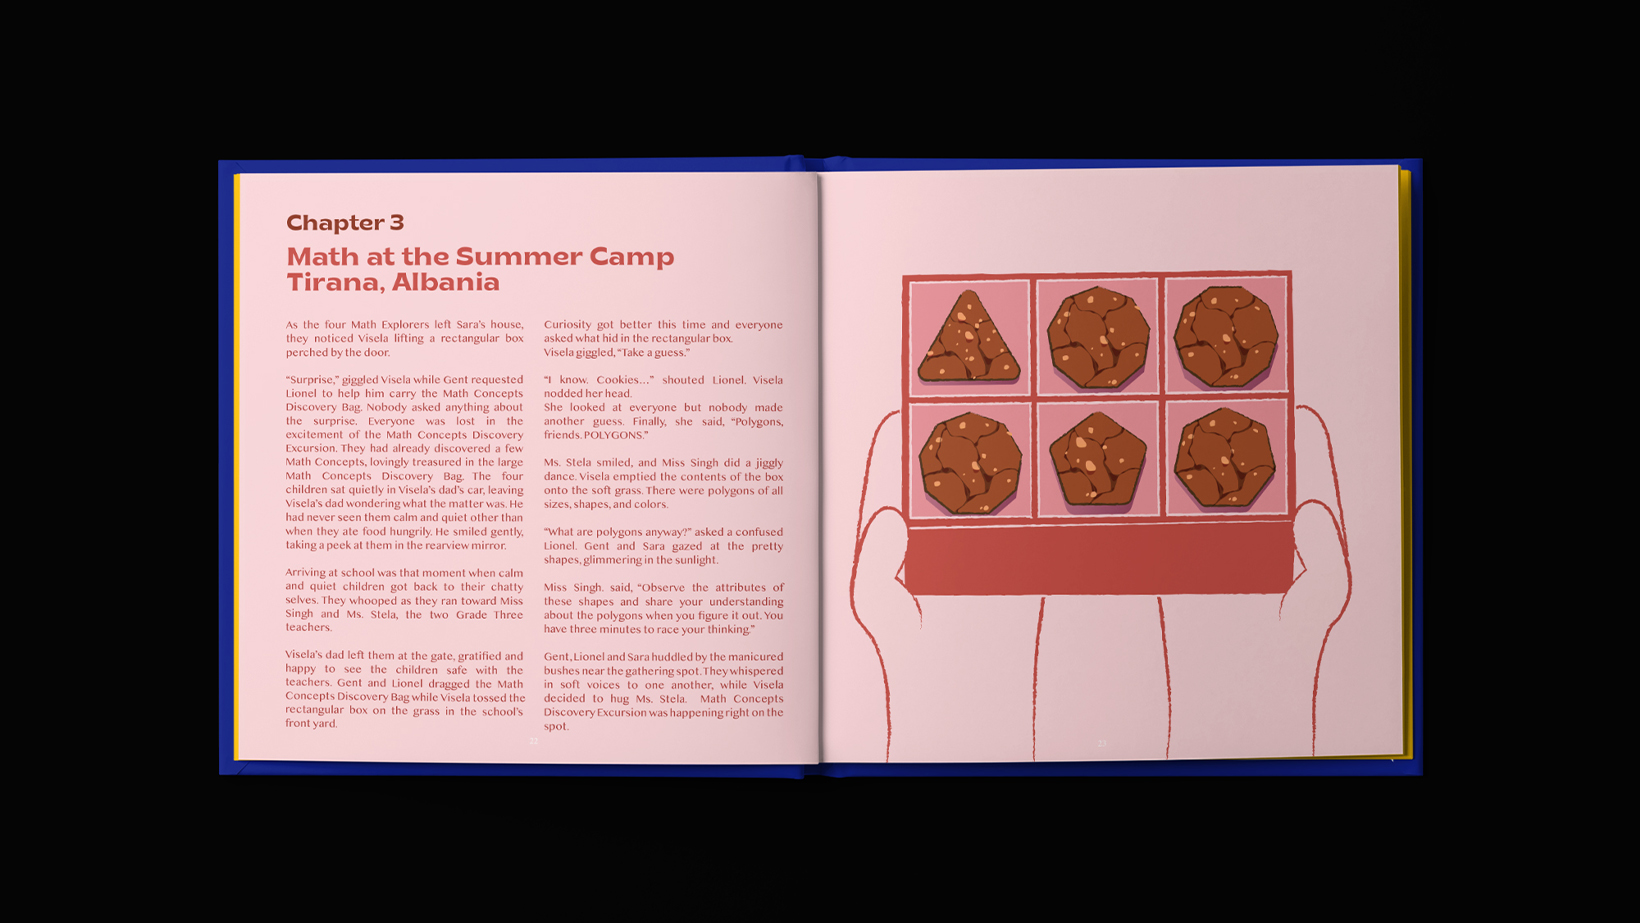 Chapter 3
Math at the Summer Camp
Tirana, Albania
As the four Math Explorers left Sara's house,
they noticed Visela lifting a rectangular box
perched by the door.
“Surprise,” giggled Visela while Gent requested
Lionel to help him carry the Math Concepts
Discovery Bag. Nobody asked anything about
the surprise. Everyone was lost in the
excitement of the Math Concepts Discovery
Excursion. They had already discovered a few
Math Concepts, lovingly treasured in the large
Math Concepts Discovery Bag. The four
children sat quietly in Visela's dad's car, leaving
Visela's dad wondering what the matter was. He
had never seen them calm and quiet other than
when they ate food hungrily. He smiled gently,
taking a peek at them in the rearview mirror.
Arriving at school was that moment when calm
and quiet children got back to their chatty
selves. They whooped as they ran toward Miss
Singh and Ms. Stela, the two Grade Three
teachers.
Visela's dad left them at the gate, gratified and
happy to see the children safe with the
teachers. Gent and Lionel dragged the Math
Concepts Discovery Bag while Visela tossed the
rectangular box on the grass in the school's
front yard.
Curiosity got better this time and everyone
asked what hid in the rectangular box.
Visela giggled, “Take a guess.”
“I know. Cookies...” shouted Lionel. Visela
nodded her head.
She looked at everyone but nobody made
another guess. Finally, she said, “Polygons,
friends. POLYGONS.”
Ms. Stela smiled, and Miss Singh did a jiggly
dance. Visela emptied the contents of the box
onto the soft grass. There were polygons of all
sizes, shapes, and colors.
“What are polygons anyway?” asked a confused
Lionel. Gent and Sara gazed at the pretty
shapes, glimmering in the sunlight.
Miss Singh. said, “Observe the attributes of
these shapes and share your understanding
about the polygons when you figure it out. You
have three minutes to race your thinking.”
Gent, Lionel and Sara huddled by the manicured
bushes near the gathering spot. They whispered
in soft voices to one another, while Visela
decided to hug Ms. Stela. Math Concepts
Discovery Excursion was happening right on the
spot.
22
23